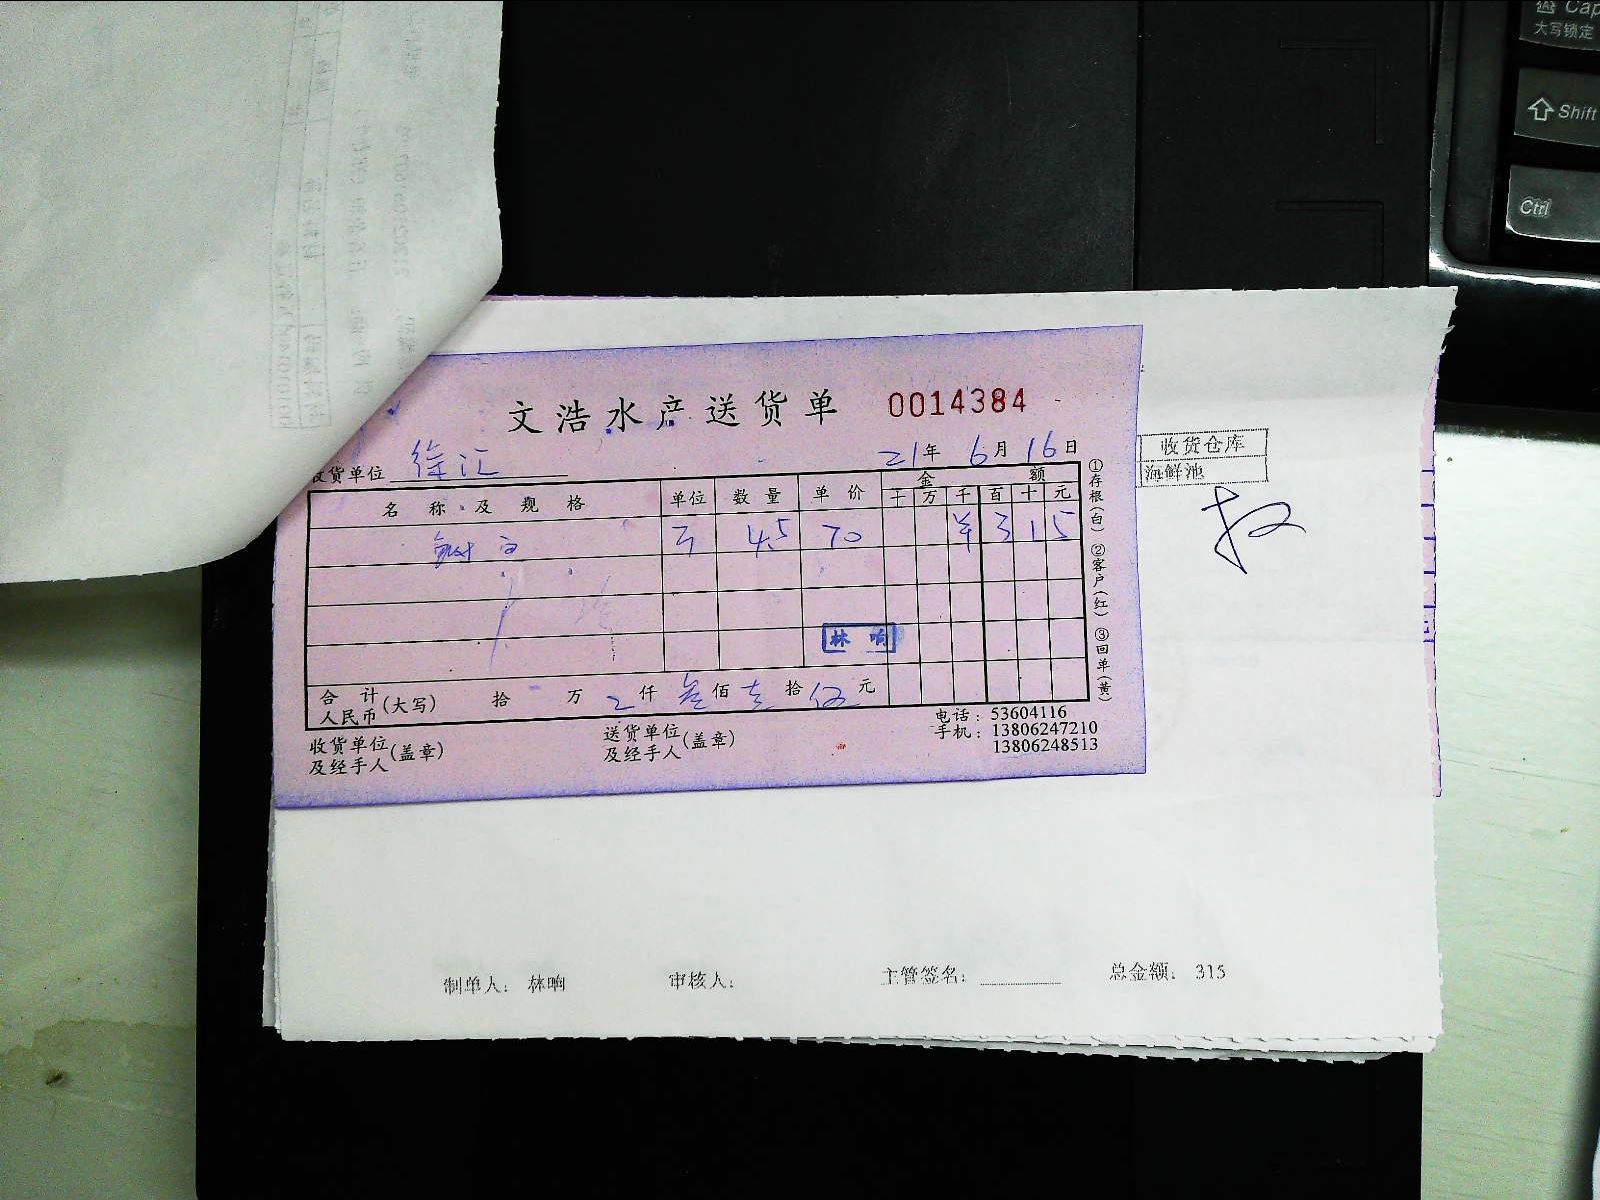 Cap
大写锁定
Shift
Ctrl
文浩水产送货单 0014384
收货单位 徐汇 21年 6月 16日
名称及规格 单位 数量 单价 金额
十 万 千 百 十 元
斤 4.5 70 ¥ 3 1 5
林响
合计 人民币 (大写) 拾 万 仟 叁佰 壹拾 伍元
①存根(白) ②客户(红) ③回单(黄)
收货单位及经手人 (盖章)
送货单位及经手人 (盖章)
电话: 53604116
手机: 13806247210
13806248513
收货仓库
海鲜池
制单人: 林响 审核人: 主管签名: 总金额: 315